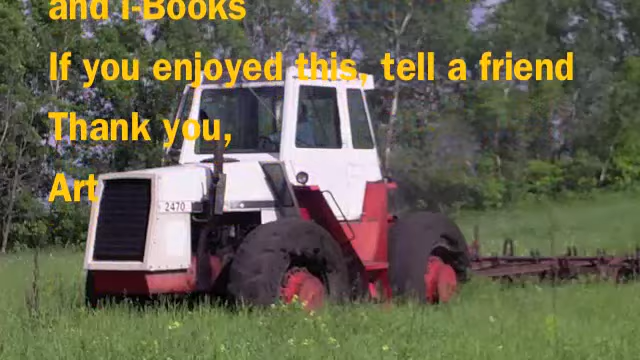 and I-Books
If you enjoyed this, tell a friend
Thank you,
Art
2470